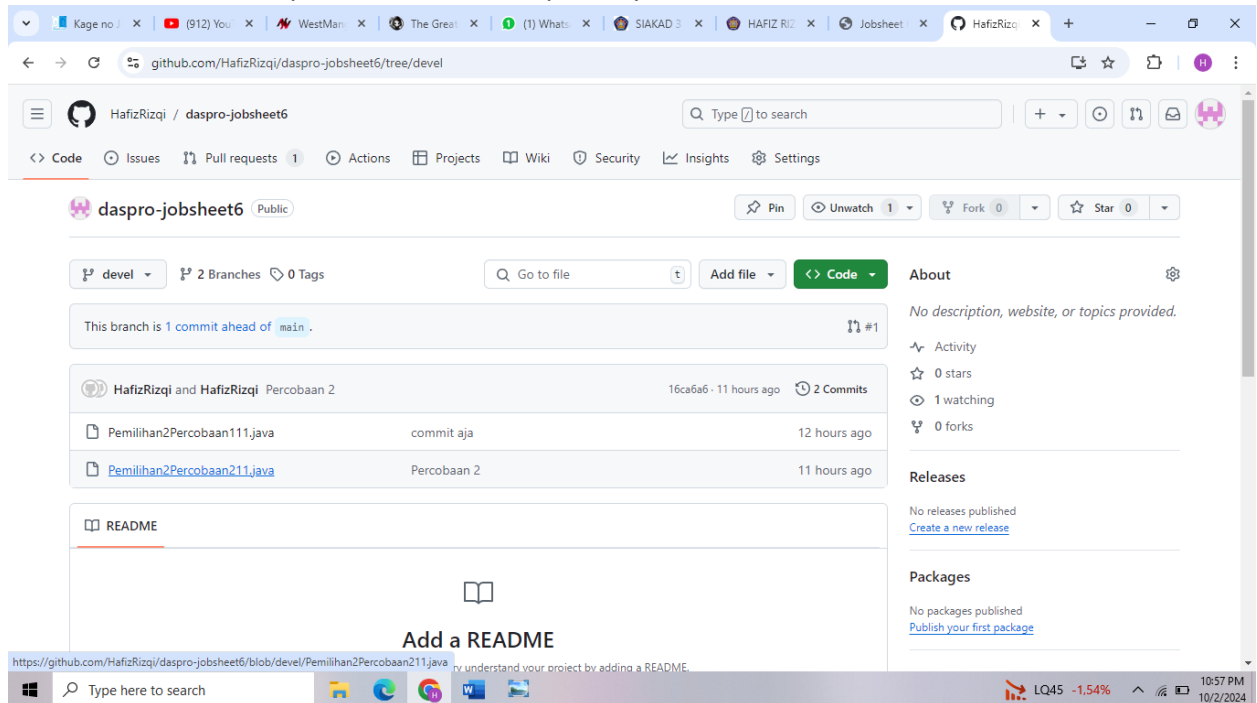 Kage no J
(912) You
WestMan
The Great
(1) Whats
SIAKAD 3
HAFIZ RIZ
Jobsheet
HafizRizq
github.com/HafizRizqi/daspro-jobsheet6/tree/devel
H
HafizRizqi / daspro-jobsheet6
Type / to search
Code
Issues
Pull requests 1
Actions
Projects
Wiki
Security
Insights
Settings
daspro-jobsheet6 Public
Pin
Unwatch 1
Fork 0
Star 0
devel
2 Branches
0 Tags
Go to file t
Add file
<> Code
About
No description, website, or topics provided.
This branch is 1 commit ahead of main .
#1
Activity
0 stars
1 watching
0 forks
HafizRizqi and HafizRizqi Percobaan 2
16ca6a6 · 11 hours ago
2 Commits
Pemilihan2Percobaan111.java commit aja 12 hours ago
Pemilihan2Percobaan211.java Percobaan 2 11 hours ago
Releases
No releases published
Create a new release
README
Packages
No packages published
Publish your first package
Add a README
understand your project by adding a README.
https://github.com/HafizRizqi/daspro-jobsheet6/blob/devel/Pemilihan2Percobaan211.java
Type here to search
LQ45 -1,54%
10:57 PM
10/2/2024